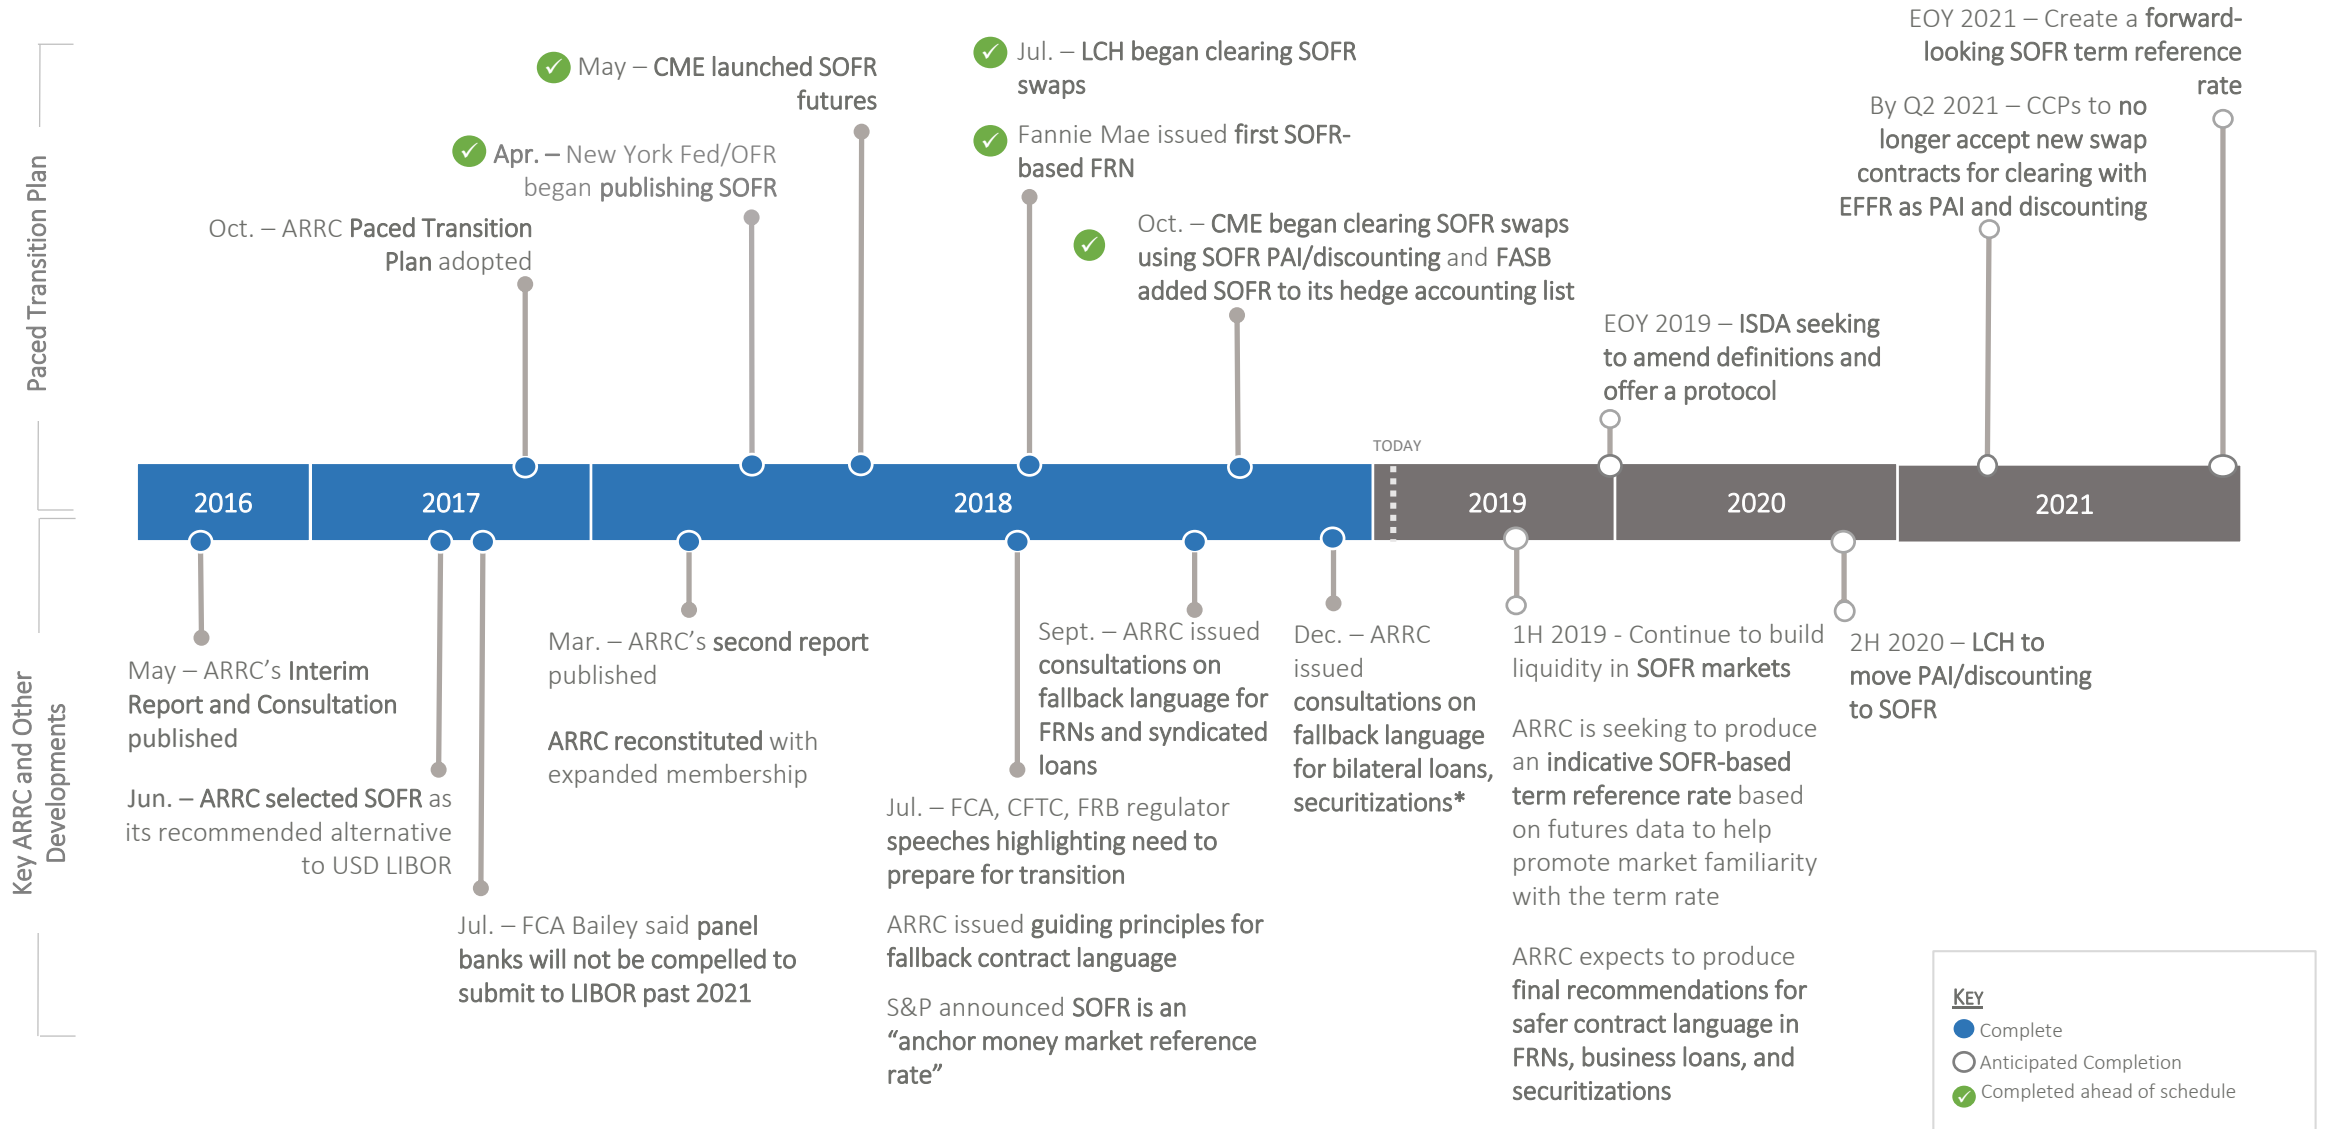 Paced Transition Plan
Oct. – ARRC Paced Transition
Plan adopted
Apr. – New York Fed/OFR
began publishing SOFR
May – CME launched SOFR
futures
Jul. – LCH began clearing SOFR
swaps
Fannie Mae issued first SOFR-
based FRN
Oct. – CME began clearing SOFR swaps
using SOFR PAI/discounting and FASB
added SOFR to its hedge accounting list
EOY 2019 – ISDA seeking
to amend definitions and
offer a protocol
By Q2 2021 – CCPs to no
longer accept new swap
contracts for clearing with
EFFR as PAI and discounting
EOY 2021 – Create a forward-
looking SOFR term reference
rate
TODAY
2016
2017
2018
2019
2020
2021
Key ARRC and Other
Developments
May – ARRC’s Interim
Report and Consultation
published
Jun. – ARRC selected SOFR as
its recommended alternative
to USD LIBOR
Jul. – FCA Bailey said panel
banks will not be compelled to
submit to LIBOR past 2021
Mar. – ARRC’s second report
published
ARRC reconstituted with
expanded membership
Jul. – FCA, CFTC, FRB regulator
speeches highlighting need to
prepare for transition
ARRC issued guiding principles for
fallback contract language
S&P announced SOFR is an
“anchor money market reference
rate”
Sept. – ARRC issued
consultations on
fallback language for
FRNs and syndicated
loans
Dec. – ARRC
issued
consultations on
fallback language
for bilateral loans,
securitizations*
1H 2019 - Continue to build
liquidity in SOFR markets
ARRC is seeking to produce
an indicative SOFR-based
term reference rate based
on futures data to help
promote market familiarity
with the term rate
ARRC expects to produce
final recommendations for
safer contract language in
FRNs, business loans, and
securitizations
2H 2020 – LCH to
move PAI/discounting
to SOFR
KEY
Complete
Anticipated Completion
Completed ahead of schedule